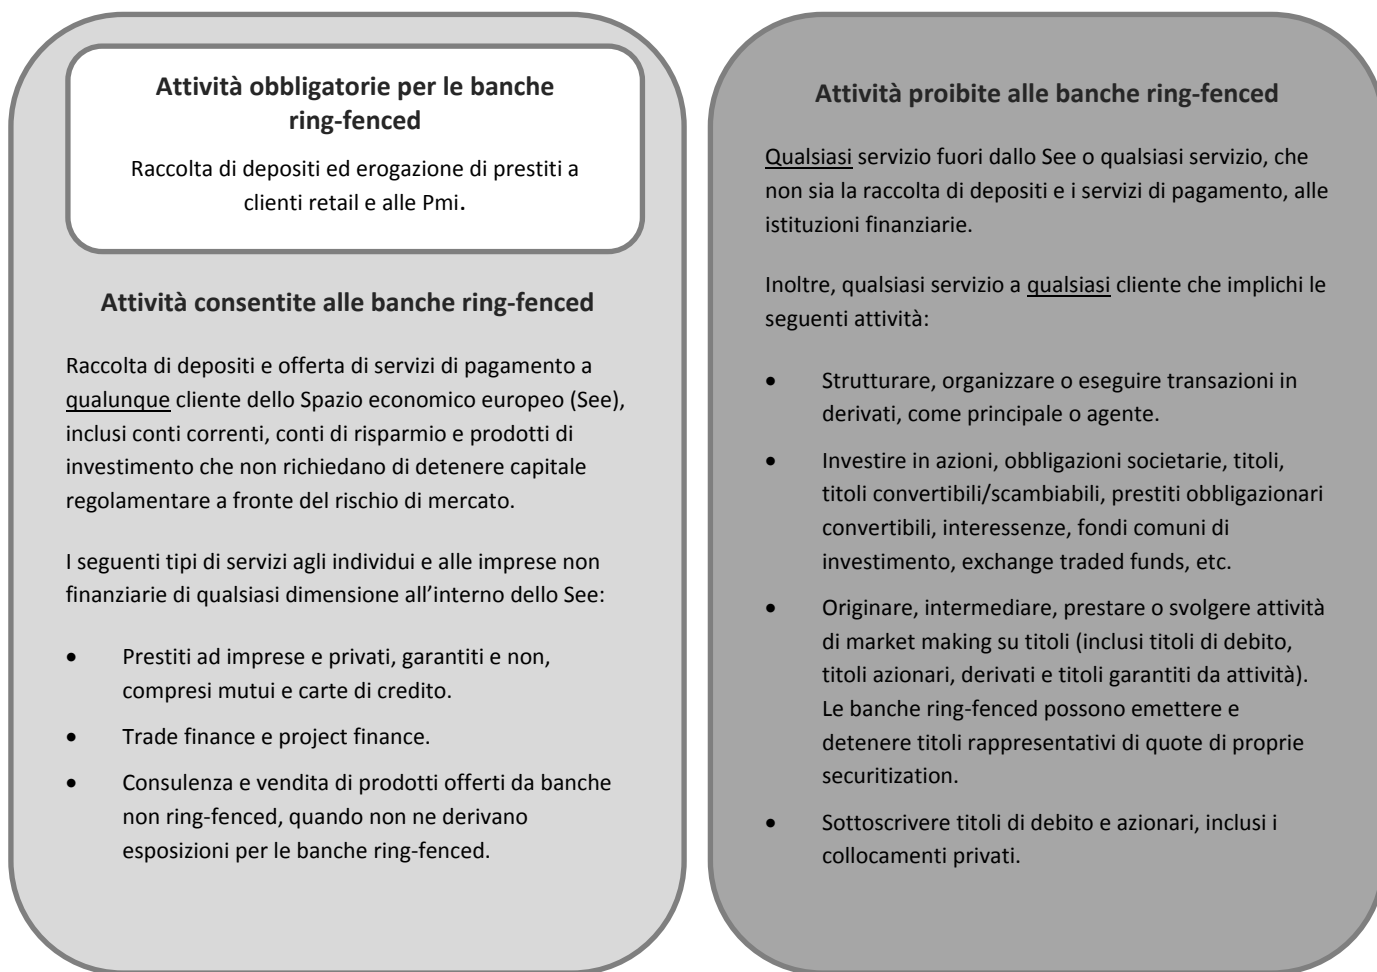 Attività obbligatorie per le banche
ring-fenced
Raccolta di depositi ed erogazione di prestiti a
clienti retail e alle Pmi.
Attività consentite alle banche ring-fenced
Raccolta di depositi e offerta di servizi di pagamento a
qualunque cliente dello Spazio economico europeo (See),
inclusi conti correnti, conti di risparmio e prodotti di
investimento che non richiedano di detenere capitale
regolamentare a fronte del rischio di mercato.
I seguenti tipi di servizi agli individui e alle imprese non
finanziarie di qualsiasi dimensione all’interno dello See:
• Prestiti ad imprese e privati, garantiti e non,
compresi mutui e carte di credito.
• Trade finance e project finance.
• Consulenza e vendita di prodotti offerti da banche
non ring-fenced, quando non ne derivano
esposizioni per le banche ring-fenced.
Attività proibite alle banche ring-fenced
Qualsiasi servizio fuori dallo See o qualsiasi servizio, che
non sia la raccolta di depositi e i servizi di pagamento, alle
istituzioni finanziarie.
Inoltre, qualsiasi servizio a qualsiasi cliente che implichi le
seguenti attività:
• Strutturare, organizzare o eseguire transazioni in
derivati, come principale o agente.
• Investire in azioni, obbligazioni societarie, titoli,
titoli convertibili/scambiabili, prestiti obbligazionari
convertibili, interessenze, fondi comuni di
investimento, exchange traded funds, etc.
• Originare, intermediare, prestare o svolgere attività
di market making su titoli (inclusi titoli di debito,
titoli azionari, derivati e titoli garantiti da attività).
Le banche ring-fenced possono emettere e
detenere titoli rappresentativi di quote di proprie
securitization.
• Sottoscrivere titoli di debito e azionari, inclusi i
collocamenti privati.